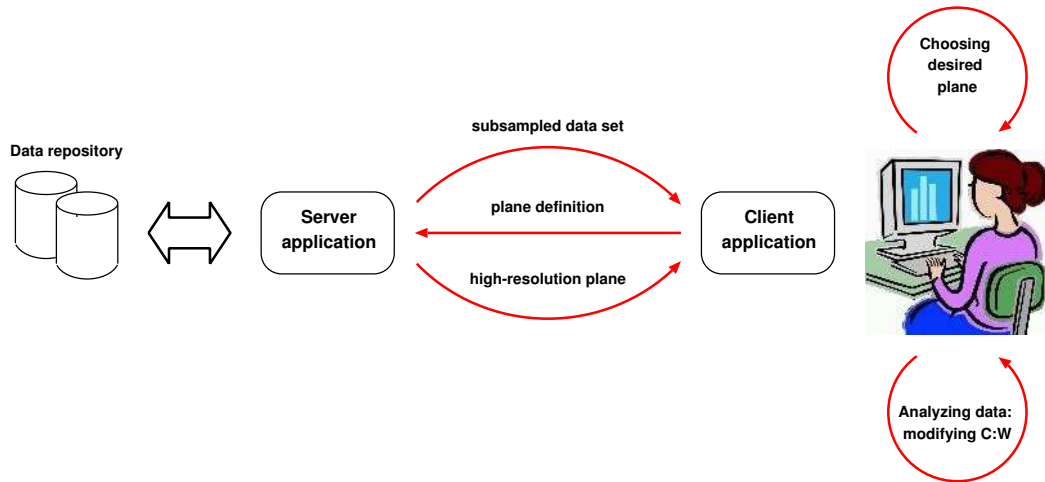 Choosing
desired
plane
subsampled data set
Data repository
Server
application
plane definition
Client
application
high-resolution plane
Analyzing data:
modifying C:W